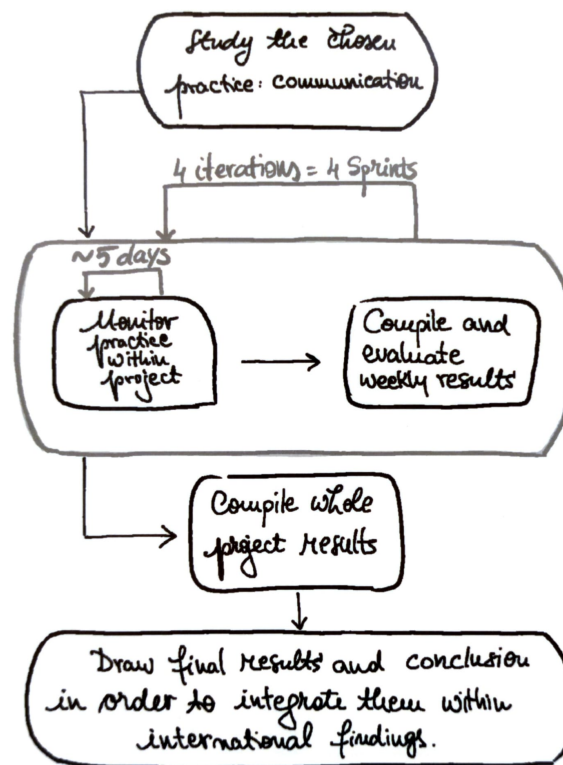 Study the chosen
practice: communication
4 iterations = 4 Sprints
~5 days
Monitor
practice
within
project
Compile and
evaluate
weekly results
Compile whole
project results
Draw final results and conclusion
in order to integrate them within
international findings.